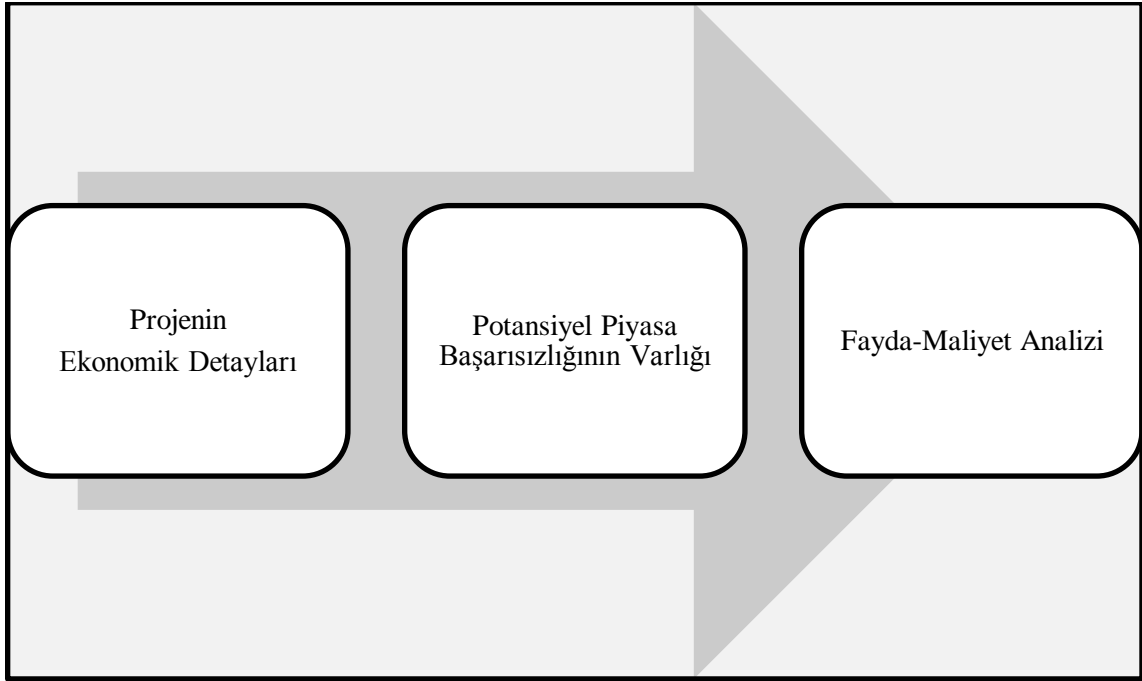 Projenin
Ekonomik Detayları
Potansiyel Piyasa
Başarısızlığının Varlığı
Fayda-Maliyet Analizi